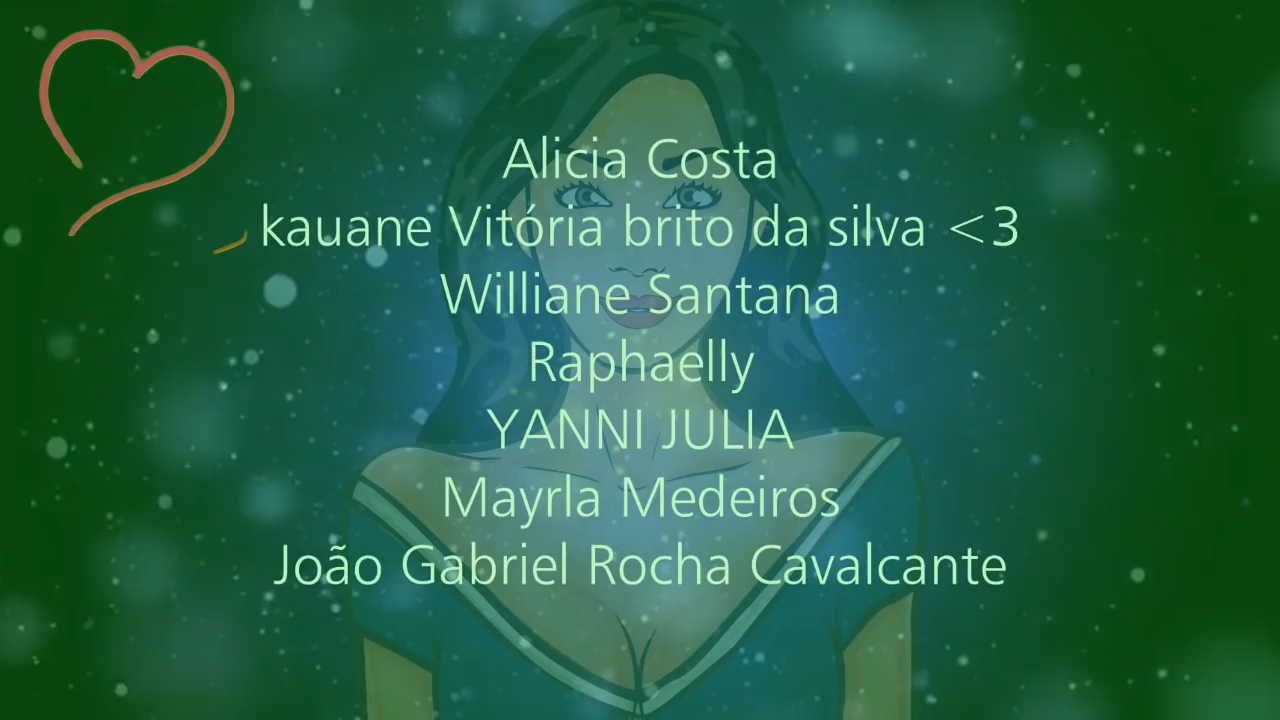 Alicia Costa
kauane Vitória brito da silva <3
Williane Santana
Raphaelly
YANNI JULIA
Mayrla Medeiros
João Gabriel Rocha Cavalcante